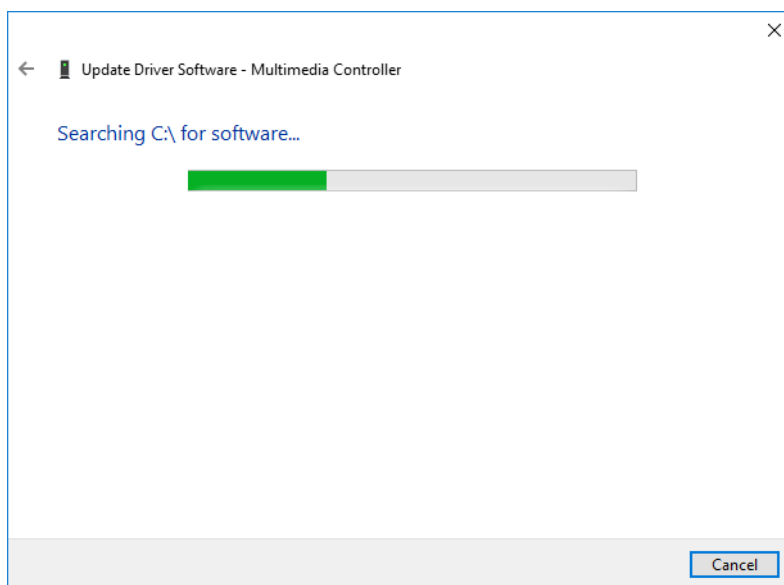 Update Driver Software - Multimedia Controller
Searching C:\ for software...
Cancel